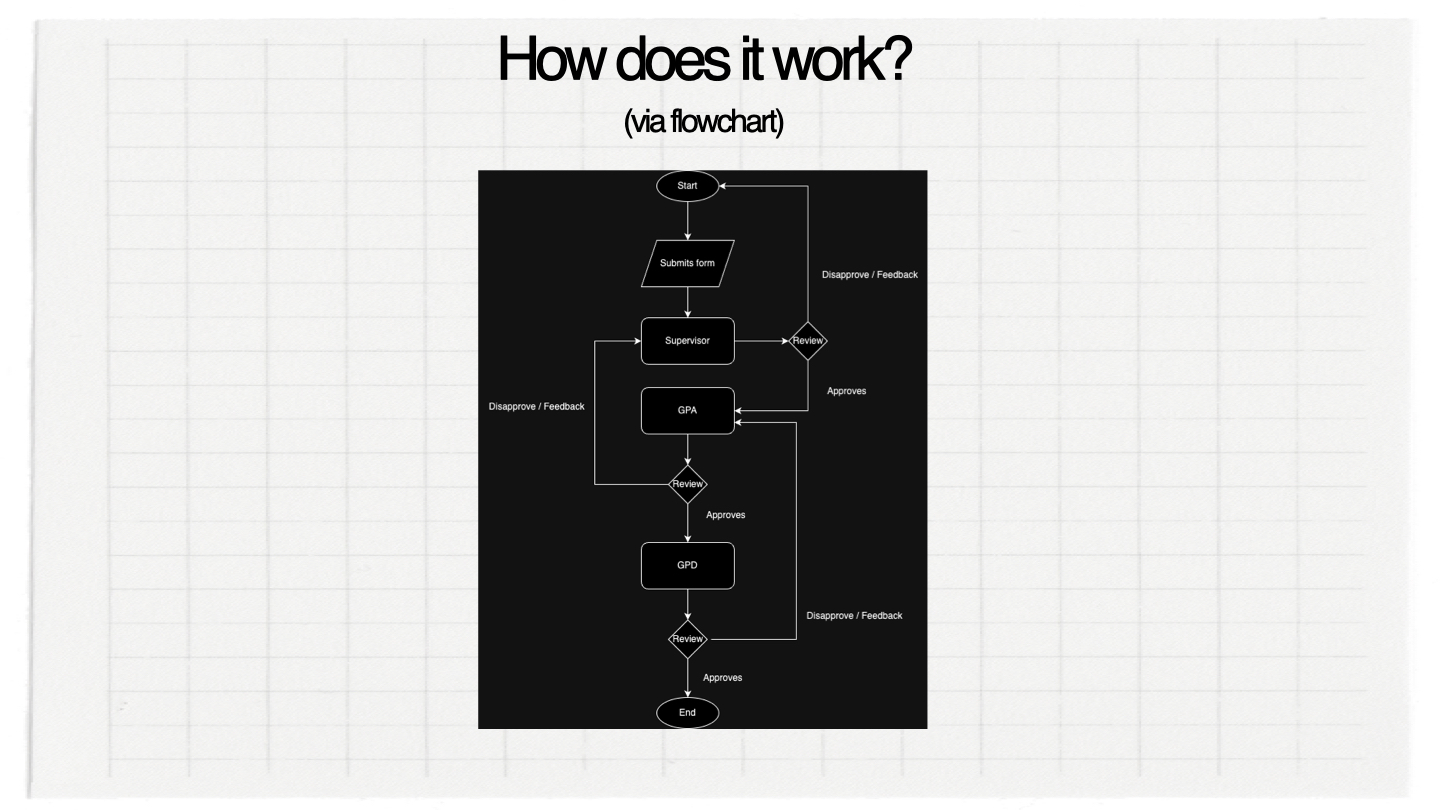 How does it work?
(via flowchart)
Start
Submits form
Disapprove / Feedback
Supervisor
Review
Approves
Disapprove / Feedback
GPA
Review
Approves
GPD
Disapprove / Feedback
Review
Approves
End